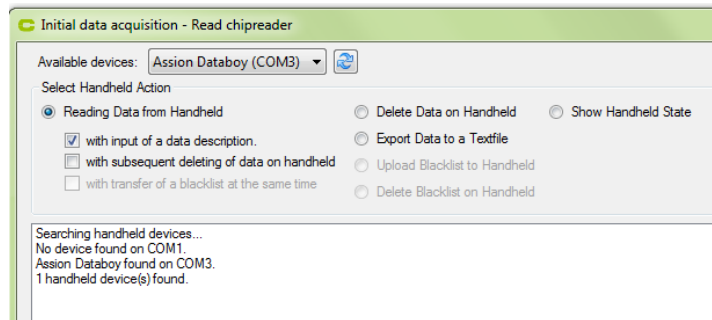 Initial data acquisition - Read chipreader
Available devices: Assion Databoy (COM3)
Select Handheld Action
Reading Data from Handheld
with input of a data description.
with subsequent deleting of data on handheld
with transfer of a blacklist at the same time
Delete Data on Handheld
Export Data to a Textfile
Upload Blacklist to Handheld
Delete Blacklist on Handheld
Show Handheld State
Searching handheld devices...
No device found on COM1.
Assion Databoy found on COM3.
1 handheld device(s) found.